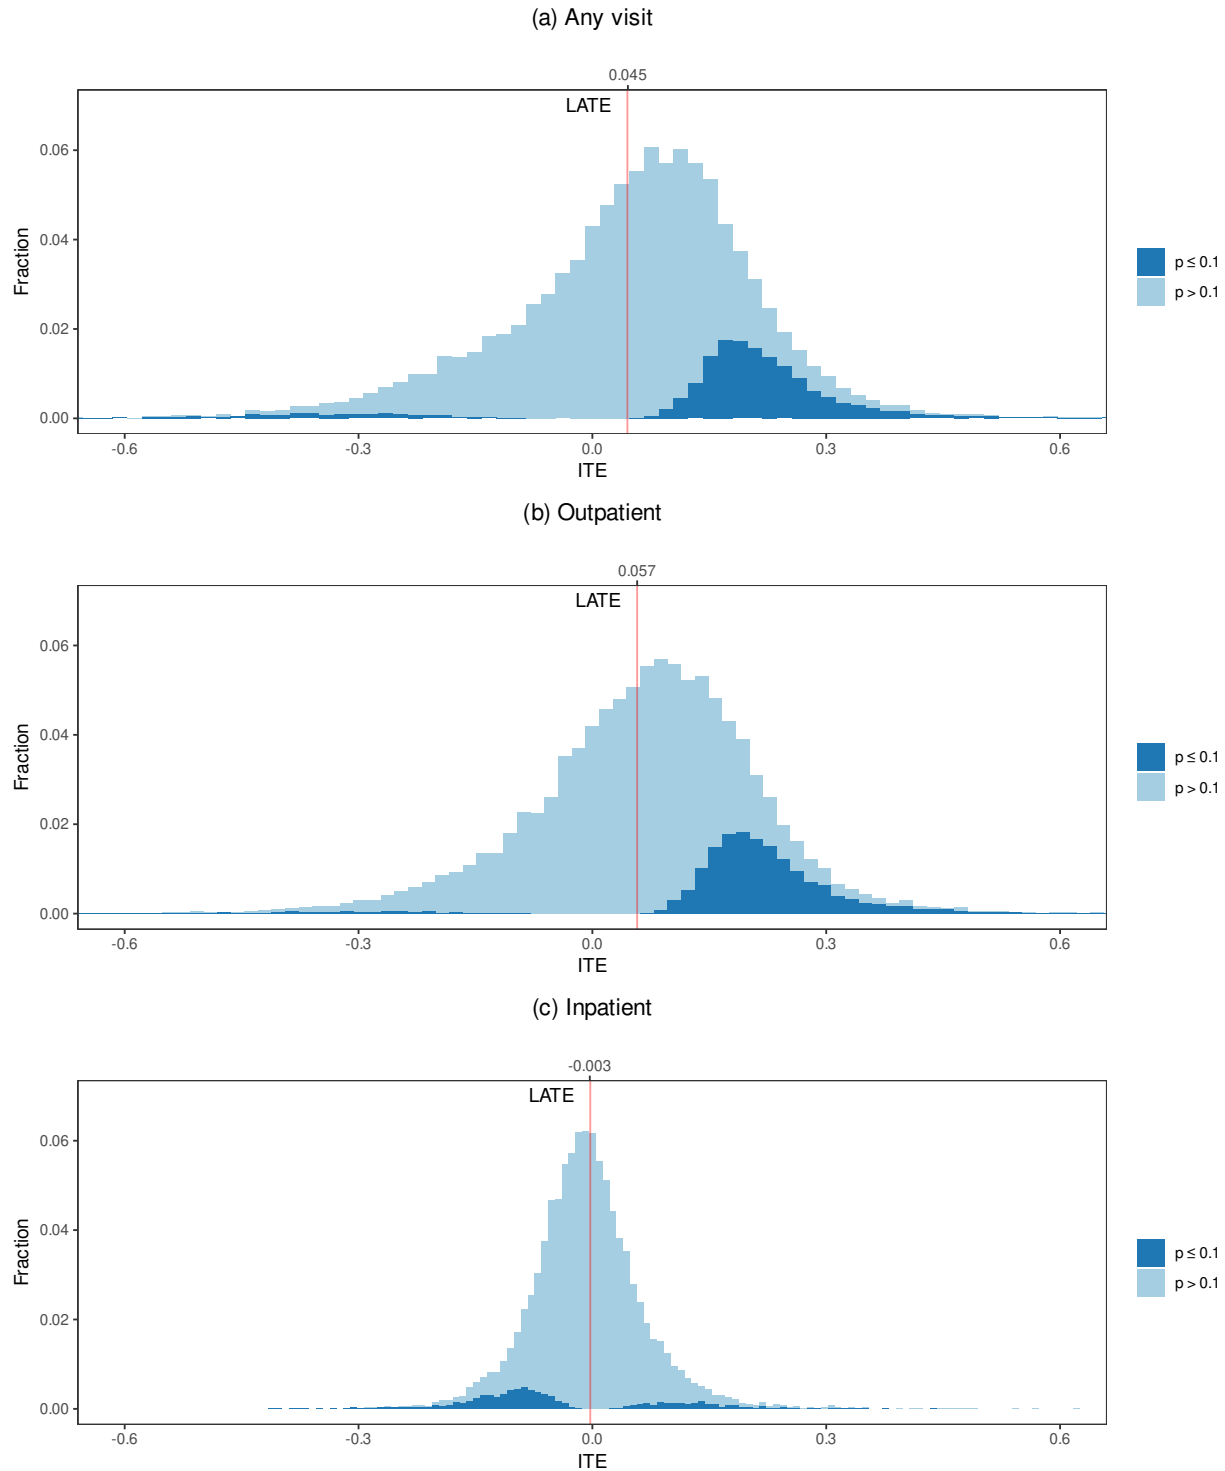 (a) Any visit
0.045
LATE
0.06
0.04
0.02
0.00
Fraction
-0.6 -0.3 0.0 0.3 0.6
ITE
p ≤ 0.1
p > 0.1
(b) Outpatient
0.057
LATE
0.06
0.04
0.02
0.00
Fraction
-0.6 -0.3 0.0 0.3 0.6
ITE
p ≤ 0.1
p > 0.1
(c) Inpatient
-0.003
LATE
0.06
0.04
0.02
0.00
Fraction
-0.6 -0.3 0.0 0.3 0.6
ITE
p ≤ 0.1
p > 0.1